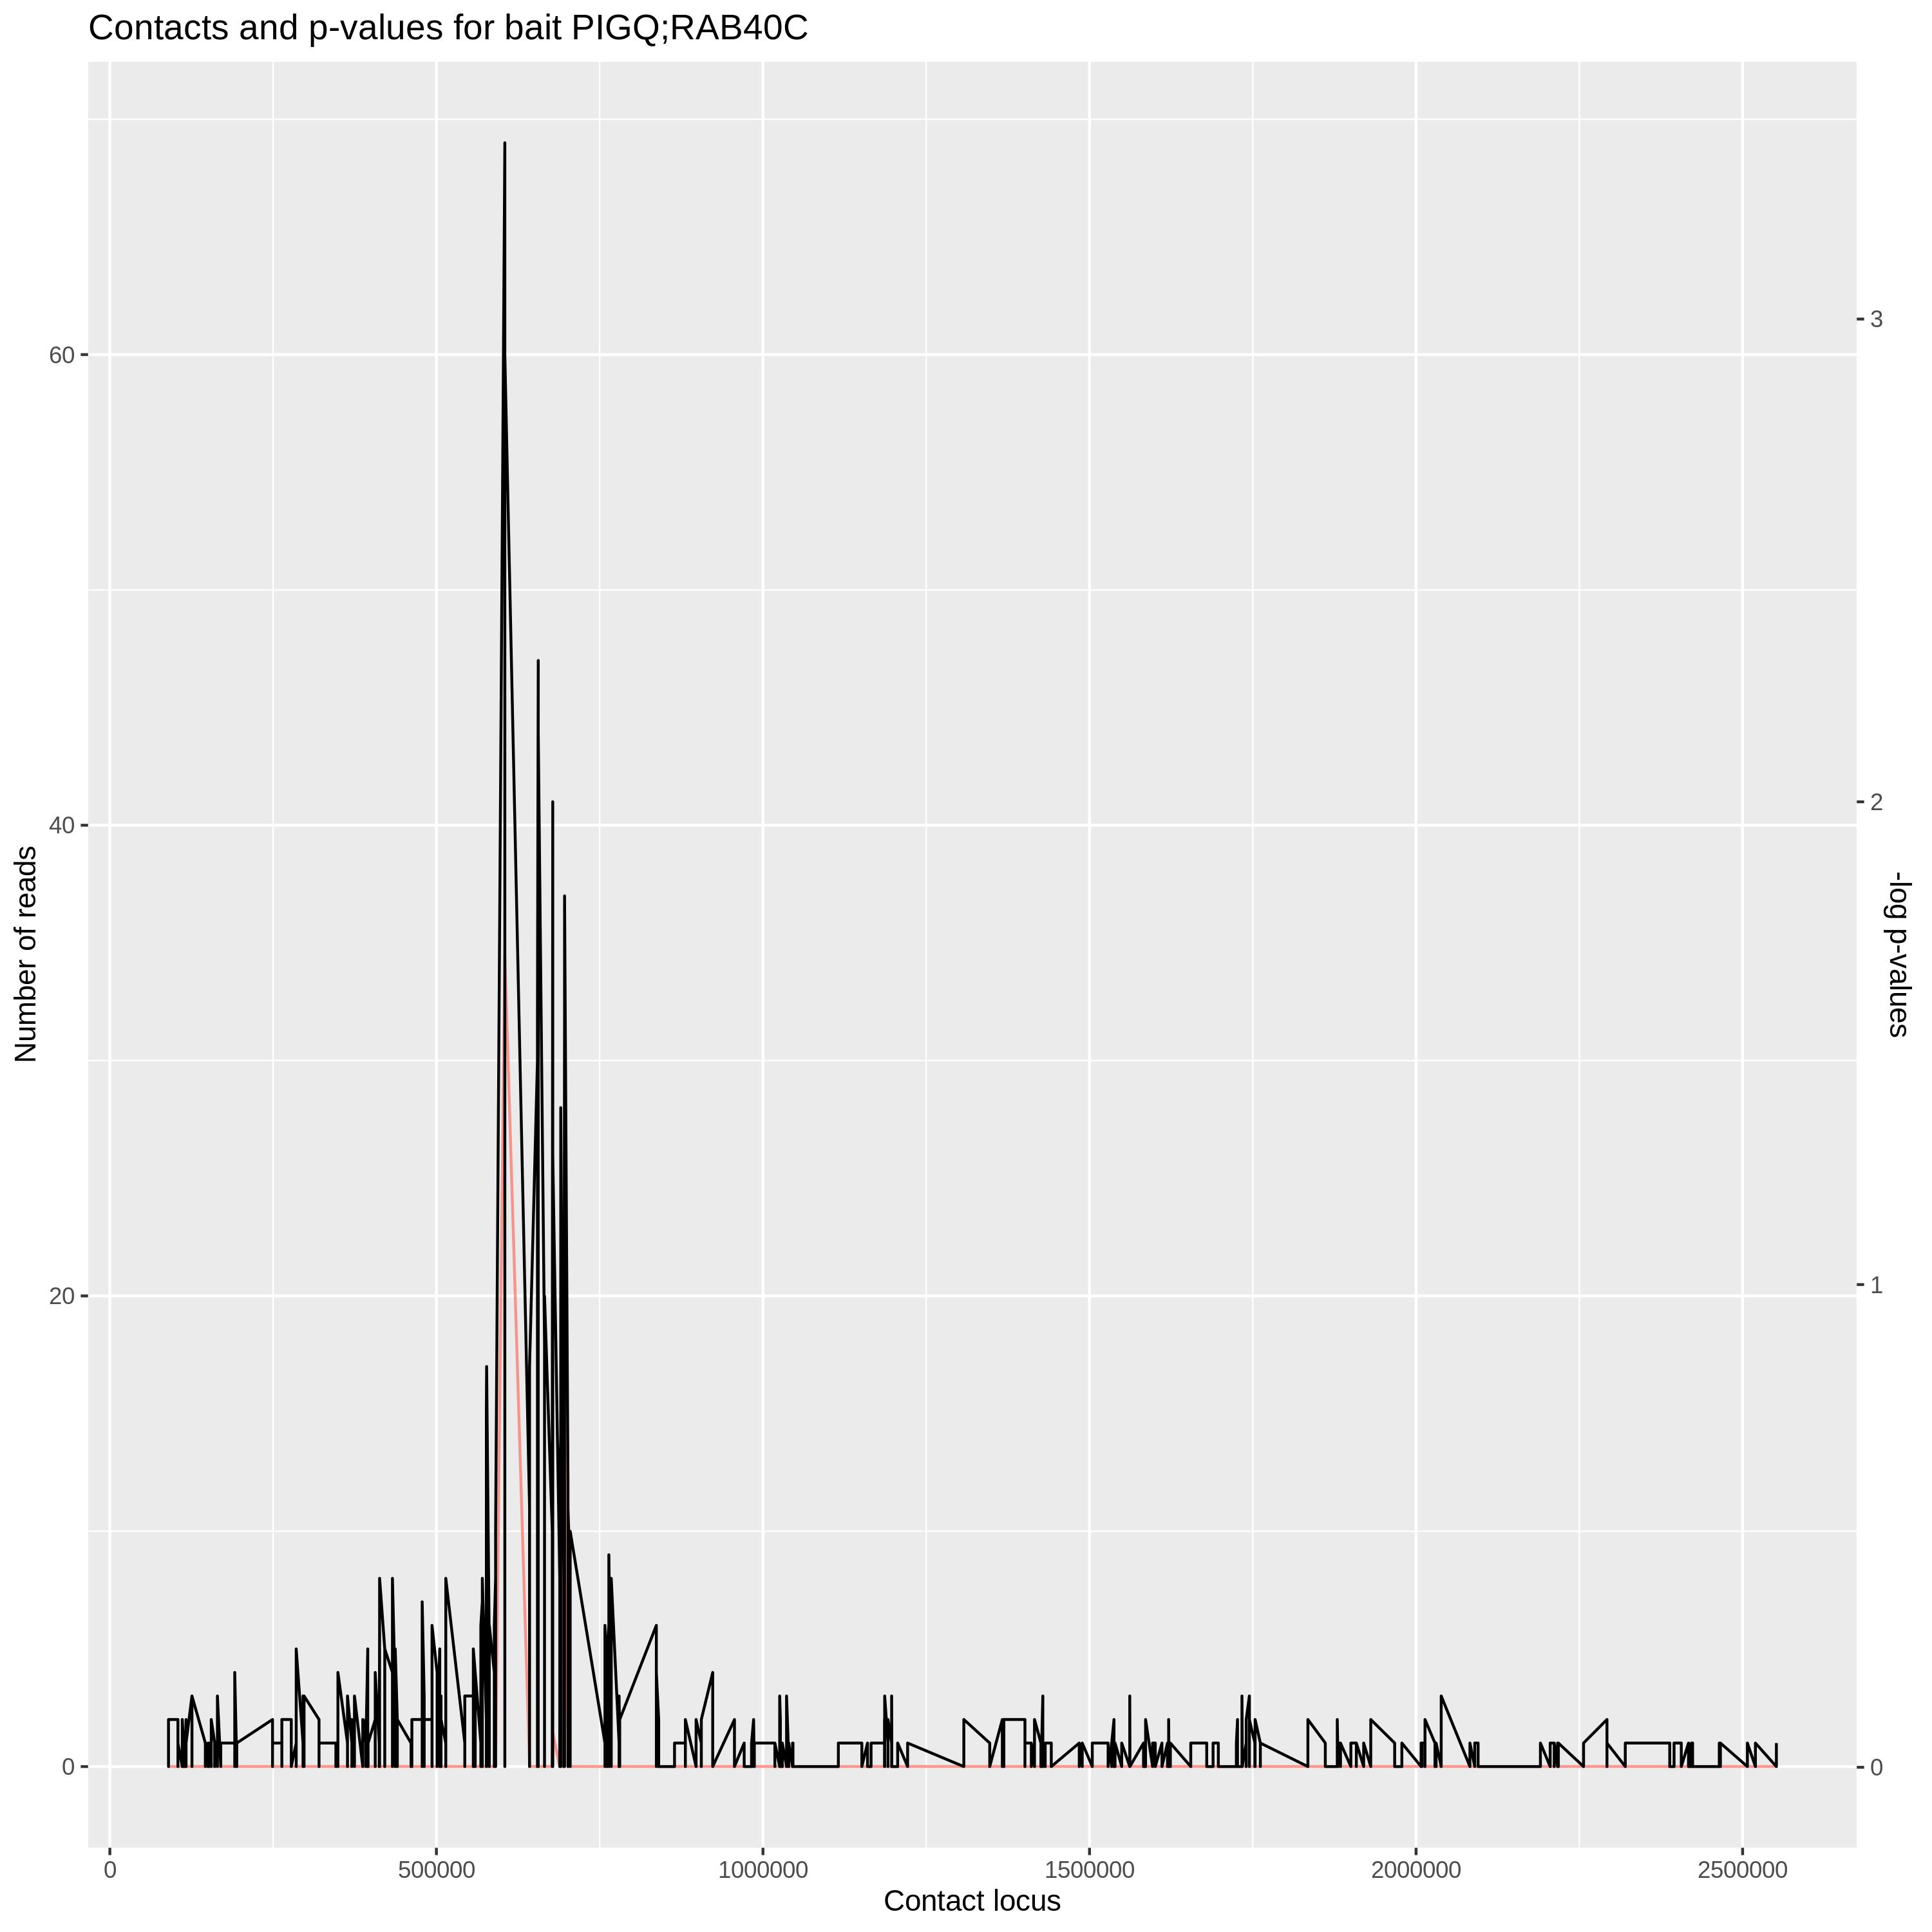 Contacts and p-values for bait PIGQ;RAB40C
60
40
20
0
Number of reads
3
2
1
0
-log p-values
0 500000 1000000 1500000 2000000 2500000
Contact locus